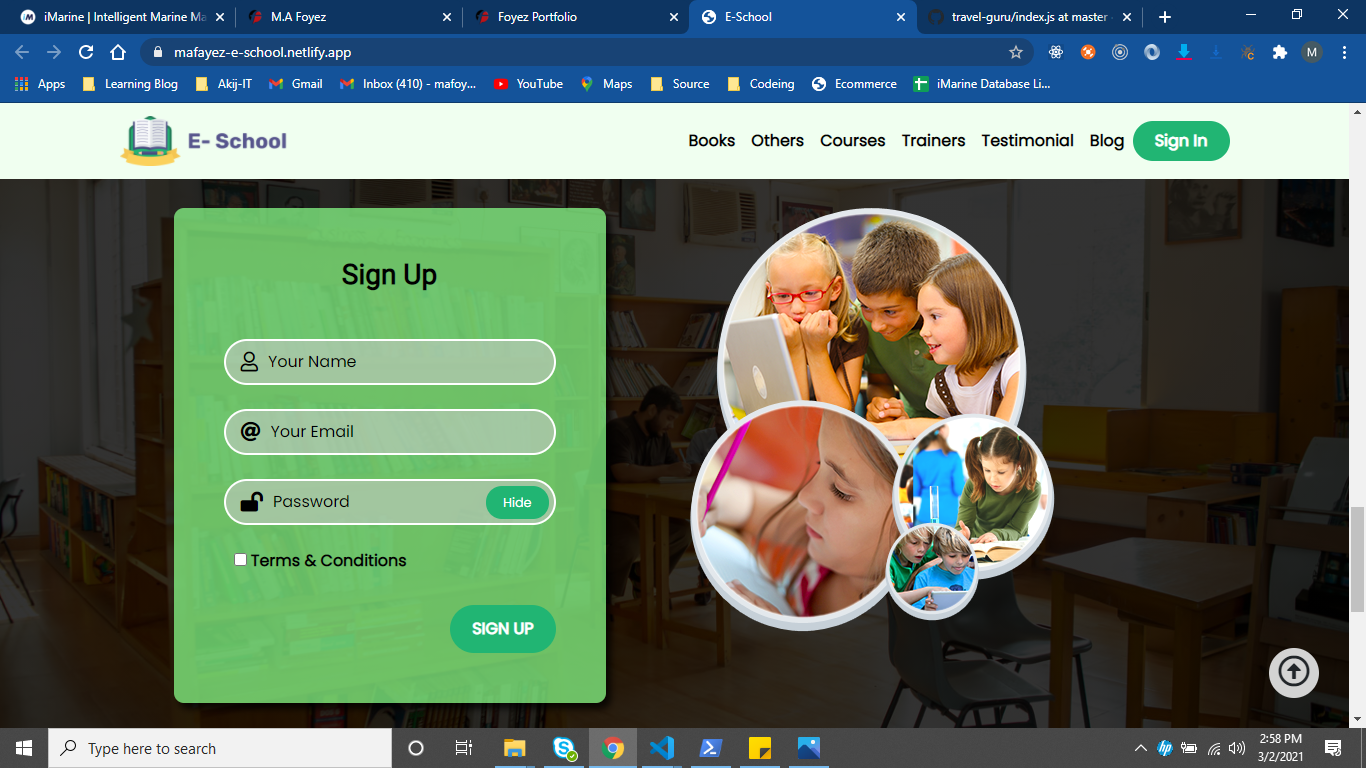 iMarine | Intelligent Marine Ma
M.A Foyez
Foyez Portfolio
E-School
travel-guru/index.js at master
mafayez-e-school.netlify.app
M
Apps
Learning Blog
Akij-IT
Gmail
Inbox (410) - mafoy...
YouTube
Maps
Source
Codeing
Ecommerce
iMarine Database Li...
E- School
Books
Others
Courses
Trainers
Testimonial
Blog
Sign In
Sign Up
Your Name
Your Email
Password
Hide
Terms & Conditions
SIGN UP
Type here to search
2:58 PM
3/2/2021